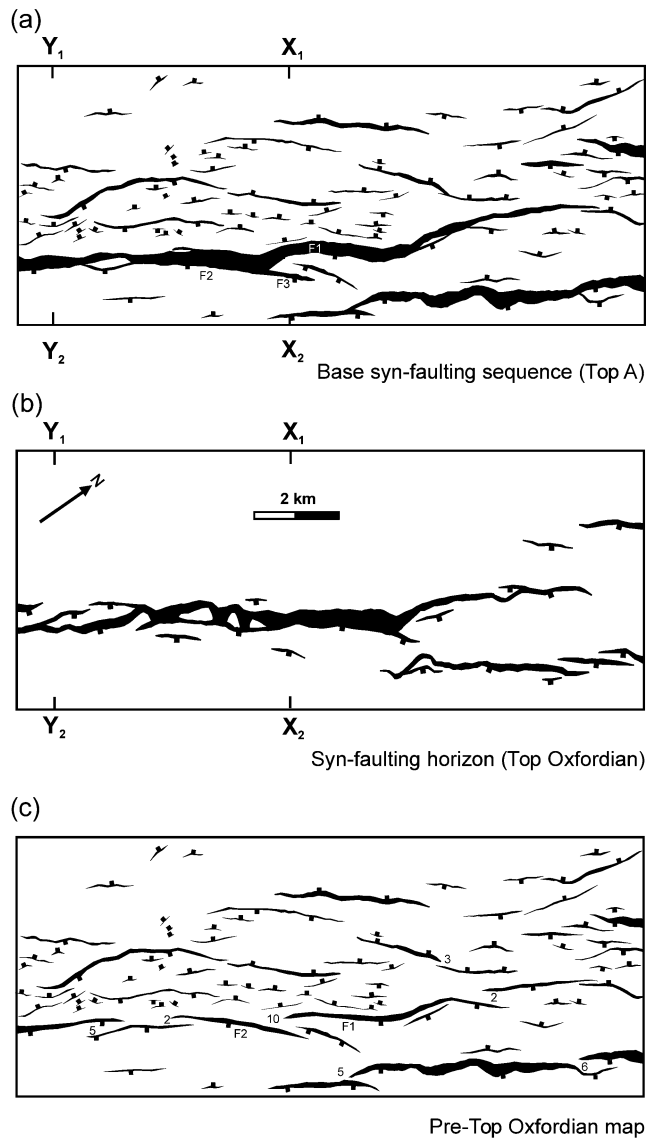 (a)
Y1 X1
F1
F2 F3
Y2 X2
Base syn-faulting sequence (Top A)
(b)
Y1 X1
N
2 km
Y2 X2
Syn-faulting horizon (Top Oxfordian)
(c)
3
2
5 2 10 F1
F2
5 6
Pre-Top Oxfordian map